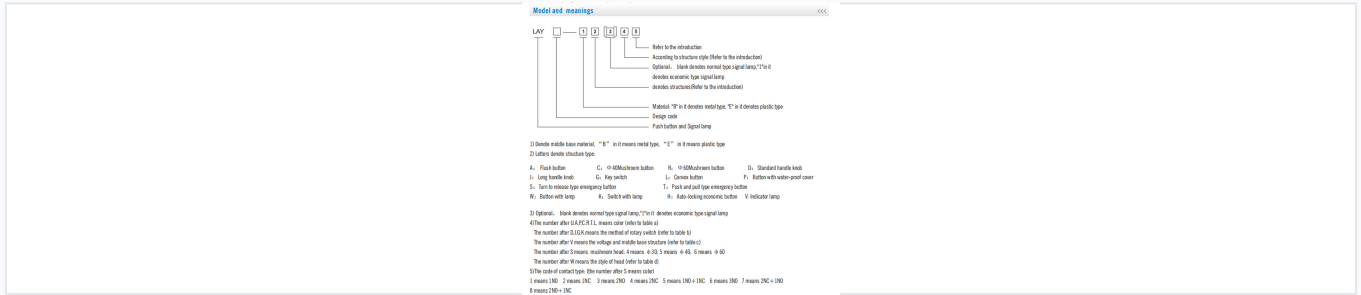 Model and meanings <<<
LAY □ — 1 2 [3] 4 5
Refer to the introduction
According to structure style (Refer to the introduction)
Optional, blank denotes normal type signal lamp,"J"in it
denotes economic type signal lamp
denotes structures(Refer to the introduction)
Material: "B" in it denotes metal type, "E" in it denotes plastic type
Design code
Push button and Signal lamp
1) Denote middle base material, "B" in it means metal type, "E" in it means plastic type
2) Letters denote structure type:
A: Flush button C: Φ40Mushroom button R: Φ60Mushroom button D: Standard handle knob
J: Long handle knob G: Key switch L: Convex button P: Button with water-proof cover
S: Turn to release type emergency button T: Push and pull type emergency button
W: Button with lamp K: Switch with lamp H: Auto-locking economic button V: Indicator lamp
3) Optional, blank denotes normal type signal lamp,"J"in it denotes economic type signal lamp
4)The number after U.A.P.C.R.T.L. means color (refer to table a)
The number after D.J.G.K.means the method of rotary switch (refer to table b)
The number after V means the voltage and middle base structure (refer to table c)
The number after S means mushroom head: 4 means Φ30; 5 means Φ40; 6 means Φ60
The number after W means the style of head (refer to table d)
5)The code of contact type: (the number after S means color)
1 means 1NO 2 means 1NC 3 means 2NO 4 means 2NC 5 means 1NO+1NC 6 means 3NO 7 means 2NC+1NO
8 means 2NO+1NC